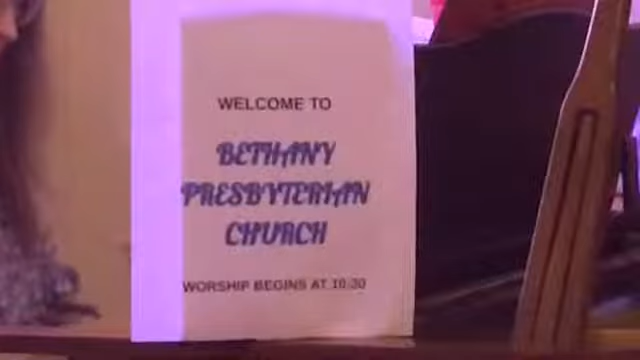 WELCOME TO
BETHANY
PRESBYTERIAN
CHURCH
WORSHIP BEGINS AT 10:30